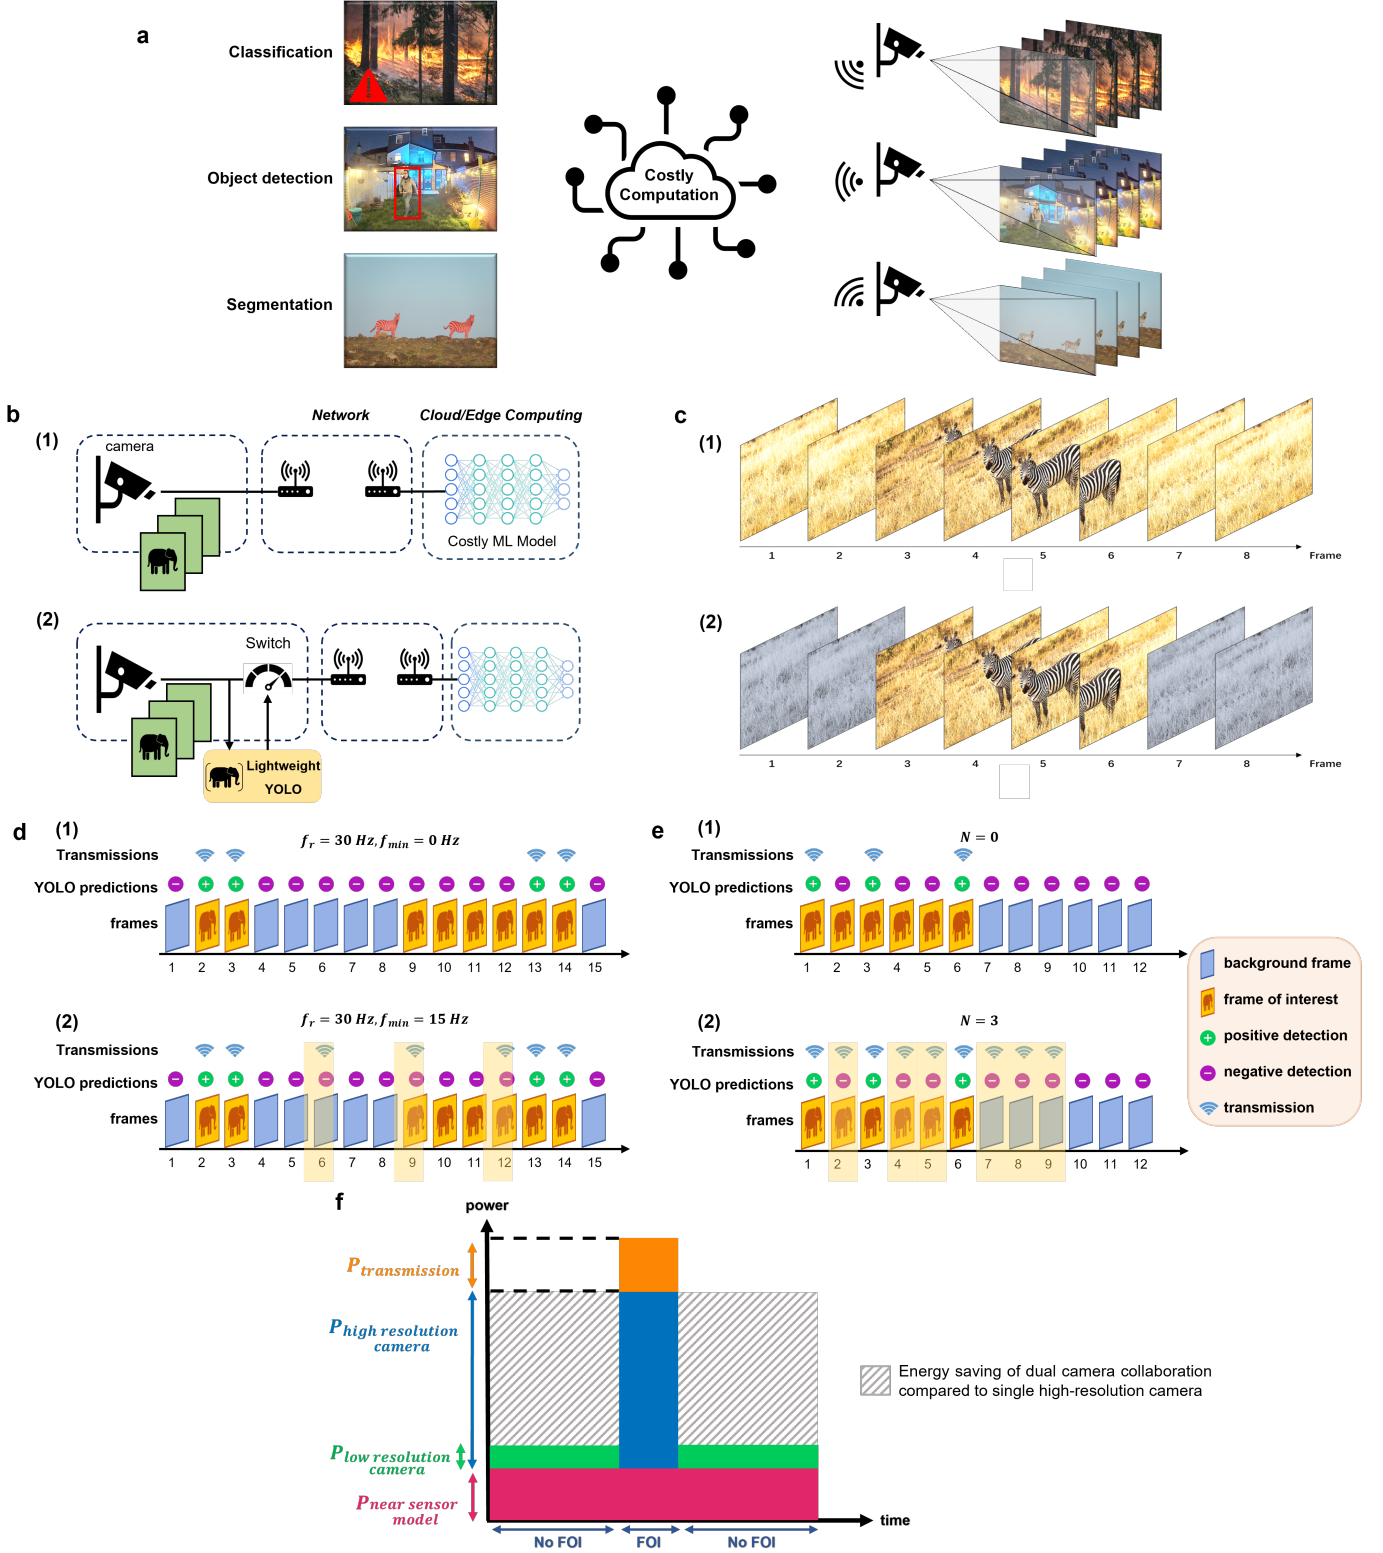 a
Classification
Object detection
Segmentation
Costly
Computation
b
(1)
camera
Network
Cloud/Edge Computing
Costly ML Model
(2)
Switch
Lightweight
YOLO
c
(1)
1 2 3 4 5 6 7 8 Frame
(2)
1 2 3 4 5 6 7 8 Frame
d
(1)
f_r = 30 Hz, f_min = 0 Hz
Transmissions
YOLO predictions
frames
1 2 3 4 5 6 7 8 9 10 11 12 13 14 15
(2)
f_r = 30 Hz, f_min = 15 Hz
Transmissions
YOLO predictions
frames
1 2 3 4 5 6 7 8 9 10 11 12 13 14 15
e
(1)
N = 0
Transmissions
YOLO predictions
frames
1 2 3 4 5 6 7 8 9 10 11 12
(2)
N = 3
Transmissions
YOLO predictions
frames
1 2 3 4 5 6 7 8 9 10 11 12
background frame
frame of interest
positive detection
negative detection
transmission
f
power
P_transmission
P_high resolution
camera
P_low resolution
camera
P_near sensor
model
time
No FOI FOI No FOI
Energy saving of dual camera collaboration
compared to single high-resolution camera